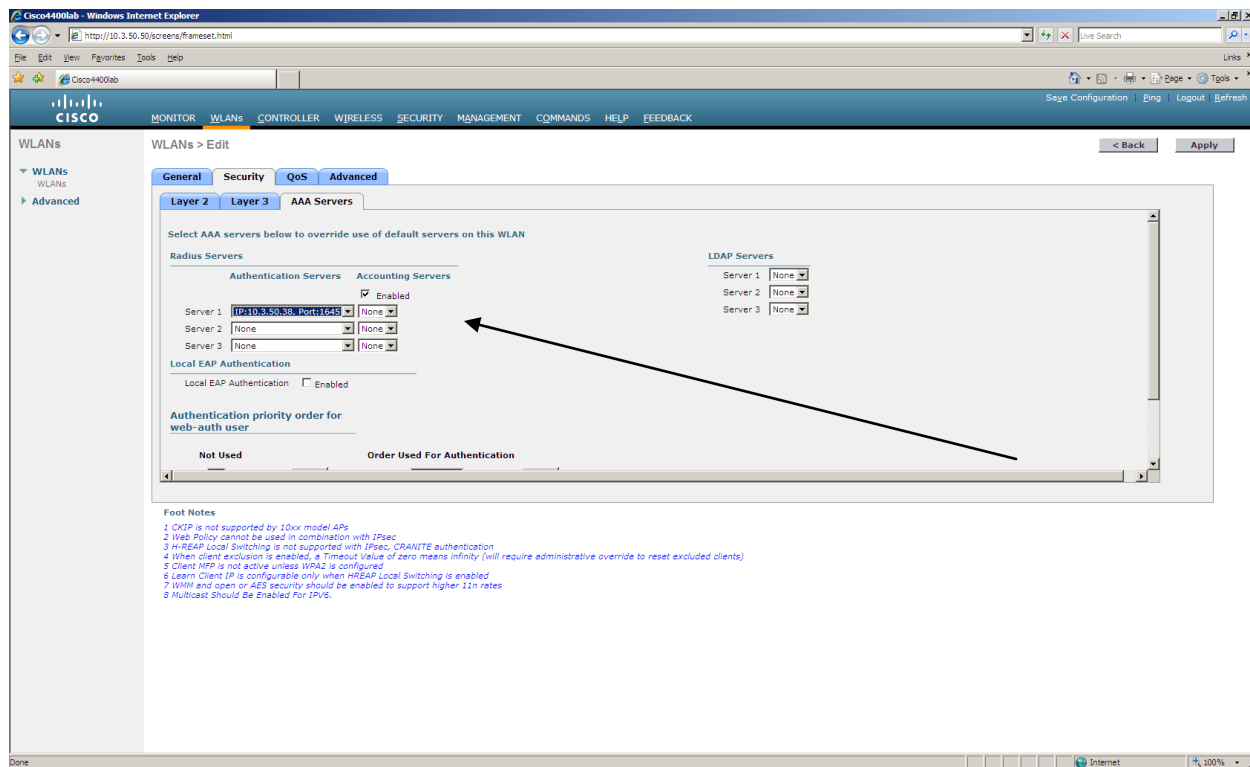 Cisco4400lab - Windows Internet Explorer
http://10.3.50.50/screens/frameset.html
Live Search
File Edit View Favorites Tools Help
Links
Cisco4400lab
Page Tools
Save Configuration Ping Logout Refresh
CISCO
MONITOR WLANs CONTROLLER WIRELESS SECURITY MANAGEMENT COMMANDS HELP FEEDBACK
WLANs
WLANs
WLANs
Advanced
WLANs > Edit
< Back Apply
General Security QoS Advanced
Layer 2 Layer 3 AAA Servers
Select AAA servers below to override use of default servers on this WLAN
Radius Servers
Authentication Servers Accounting Servers
Enabled
Server 1 IP:10.3.50.38, Port:1645 None
Server 2 None None
Server 3 None None
LDAP Servers
Server 1 None
Server 2 None
Server 3 None
Local EAP Authentication
Local EAP Authentication Enabled
Authentication priority order for
web-auth user
Not Used Order Used For Authentication
Foot Notes
1 CKIP is not supported by 10xx model APs
2 Web Policy cannot be used in combination with IPsec
3 H-REAP Local Switching is not supported with IPsec, CRANITE authentication
4 When client exclusion is enabled, a Timeout Value of zero means infinity (will require administrative override to reset excluded clients)
5 Client MFP is not active unless WPA2 is configured
6 Learn Client IP is configurable only when HREAP Local Switching is enabled
7 WMM and open or AES security should be enabled to support higher 11n rates
8 Multicast Should Be Enabled For IPV6.
Done
Internet
100%